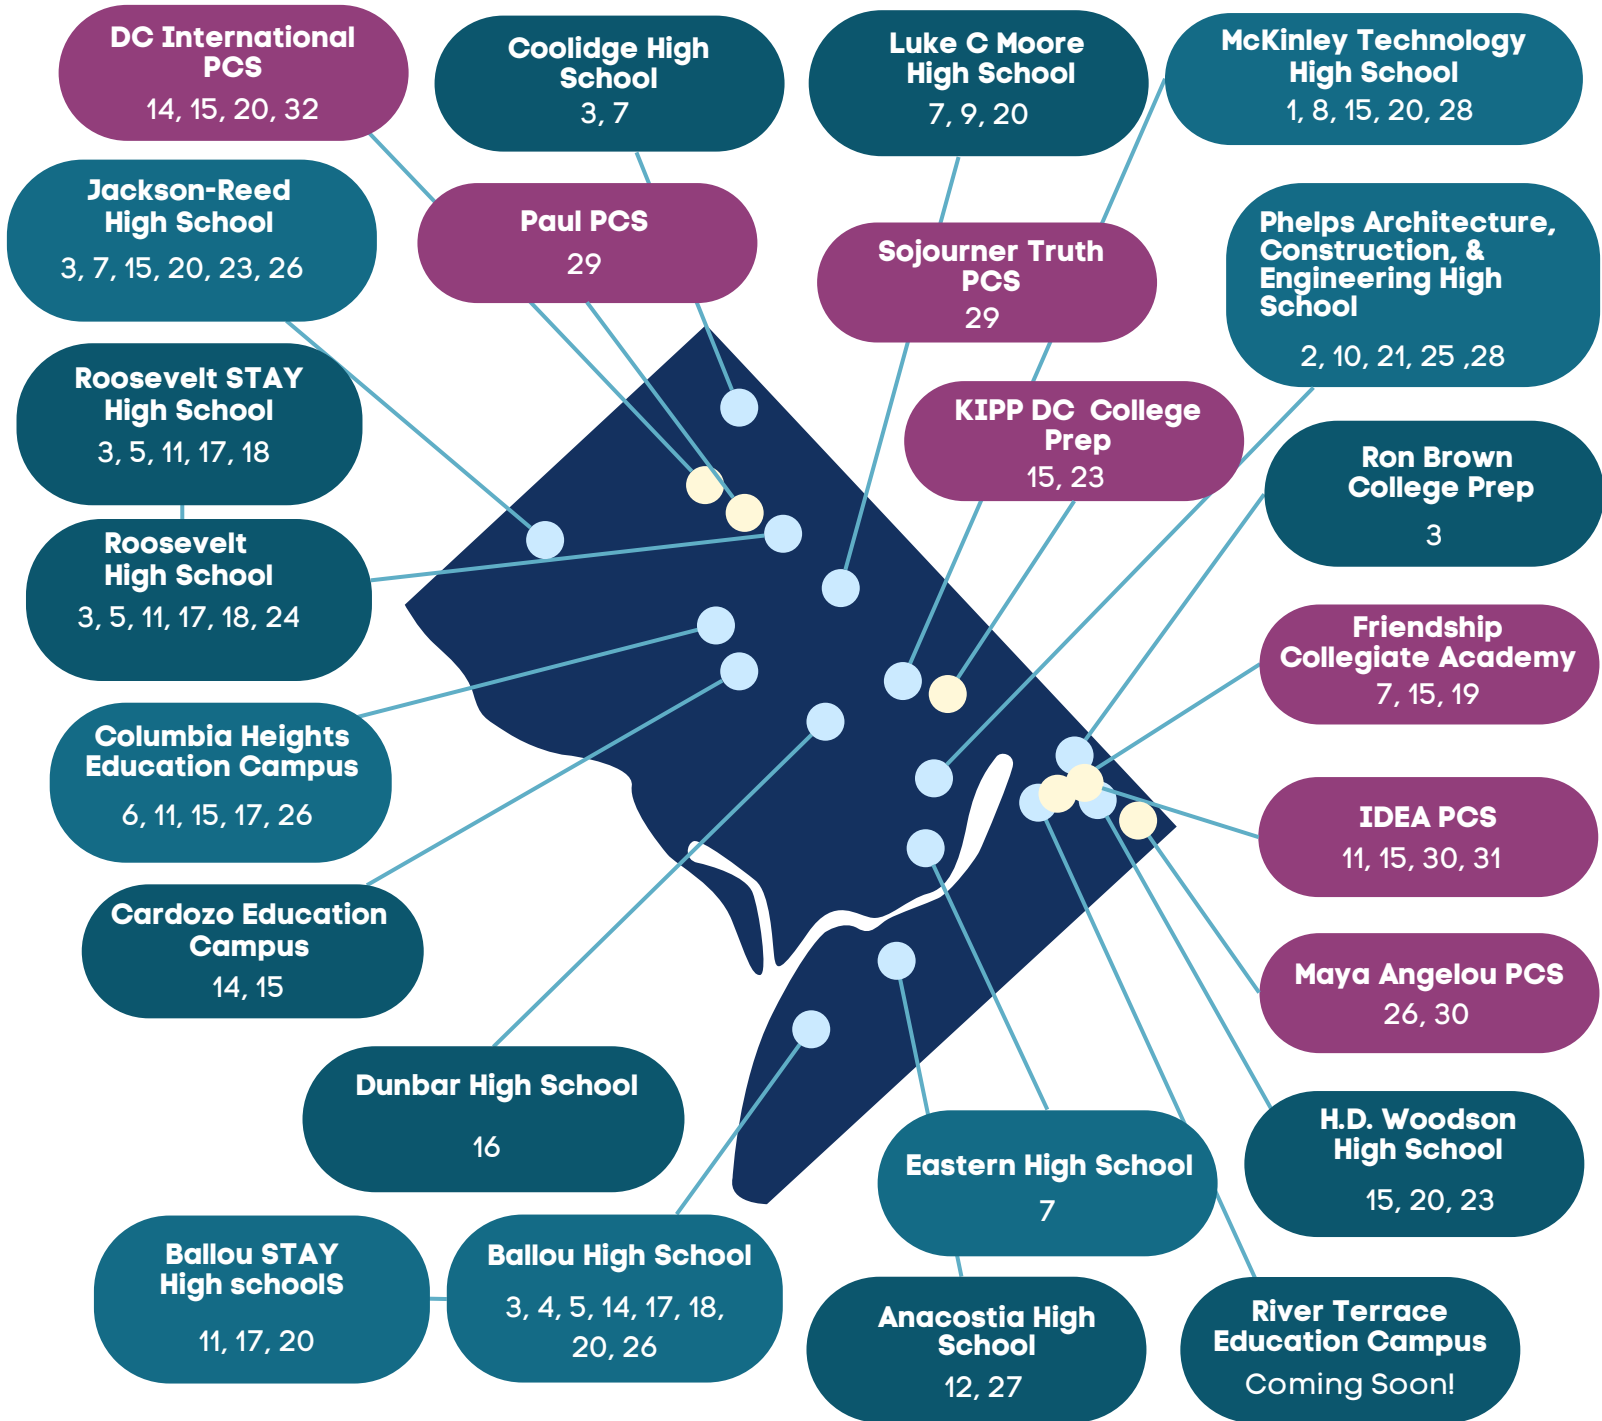 DC International
PCS
14, 15, 20, 32
Coolidge High
School
3, 7
Luke C Moore
High School
7, 9, 20
McKinley Technology
High School
1, 8, 15, 20, 28
Jackson-Reed
High School
3, 7, 15, 20, 23, 26
Paul PCS
29
Sojourner Truth
PCS
29
Phelps Architecture,
Construction, &
Engineering High
School
2, 10, 21, 25 ,28
Roosevelt STAY
High School
3, 5, 11, 17, 18
KIPP DC  College
Prep
15, 23
Ron Brown
College Prep
3
Roosevelt
High School
3, 5, 11, 17, 18, 24
Friendship
Collegiate Academy
7, 15, 19
Columbia Heights
Education Campus
6, 11, 15, 17, 26
IDEA PCS
11, 15, 30, 31
Cardozo Education
Campus
14, 15
Maya Angelou PCS
26, 30
Dunbar High School
16
Eastern High School
7
H.D. Woodson
High School
15, 20, 23
Ballou STAY
High schoolS
11, 17, 20
Ballou High School
3, 4, 5, 14, 17, 18,
20, 26
Anacostia High
School
12, 27
River Terrace
Education Campus
Coming Soon!